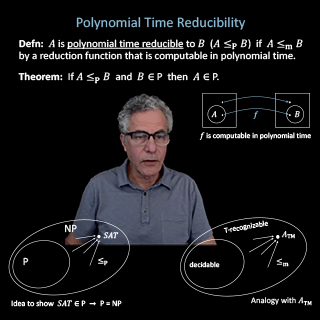 Polynomial Time Reducibility
Defn: A is polynomial time reducible to B (A ≤P B) if A ≤m B
by a reduction function that is computable in polynomial time.
Theorem: If A ≤P B and B ∈ P then A ∈ P.
A f B
f is computable in polynomial time
NP
SAT
P
≤P
Idea to show SAT ∈ P → P = NP
T-recognizable
ATM
decidable
≤m
Analogy with ATM